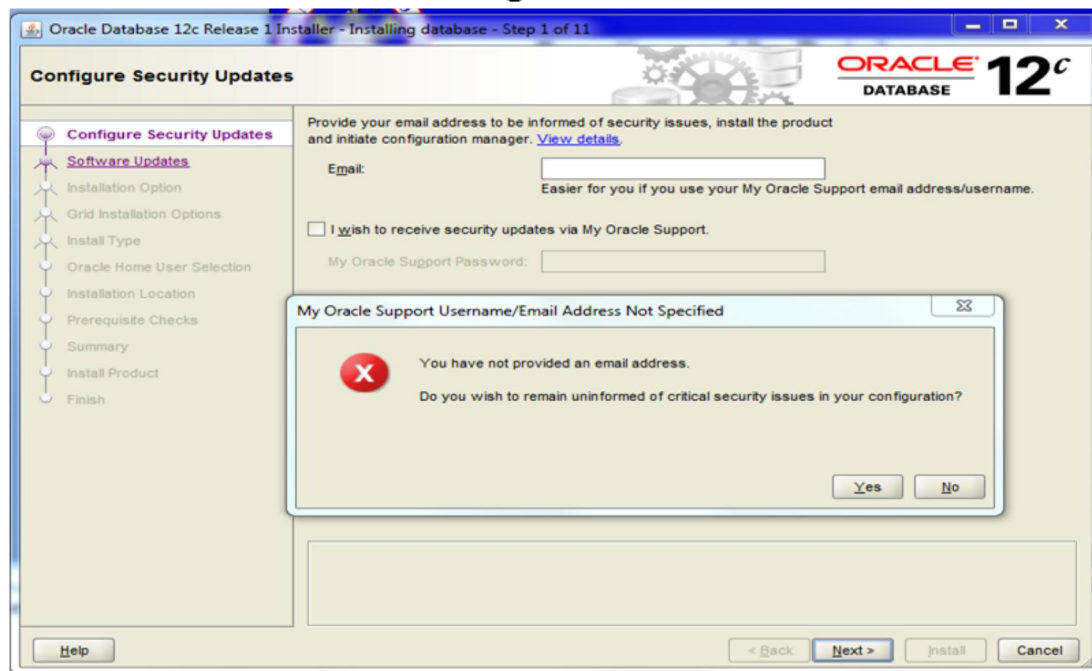 Oracle Database 12c Release 1 Installer - Installing database - Step 1 of 11
Configure Security Updates
ORACLE
DATABASE
12c
Configure Security Updates
Software Updates
Installation Option
Grid Installation Options
Install Type
Oracle Home User Selection
Installation Location
Prerequisite Checks
Summary
Install Product
Finish
Provide your email address to be informed of security issues, install the product
and initiate configuration manager. View details.
Email:
Easier for you if you use your My Oracle Support email address/username.
I wish to receive security updates via My Oracle Support.
My Oracle Support Password:
My Oracle Support Username/Email Address Not Specified
You have not provided an email address.
Do you wish to remain uninformed of critical security issues in your configuration?
Yes
No
Help
< Back
Next >
Install
Cancel